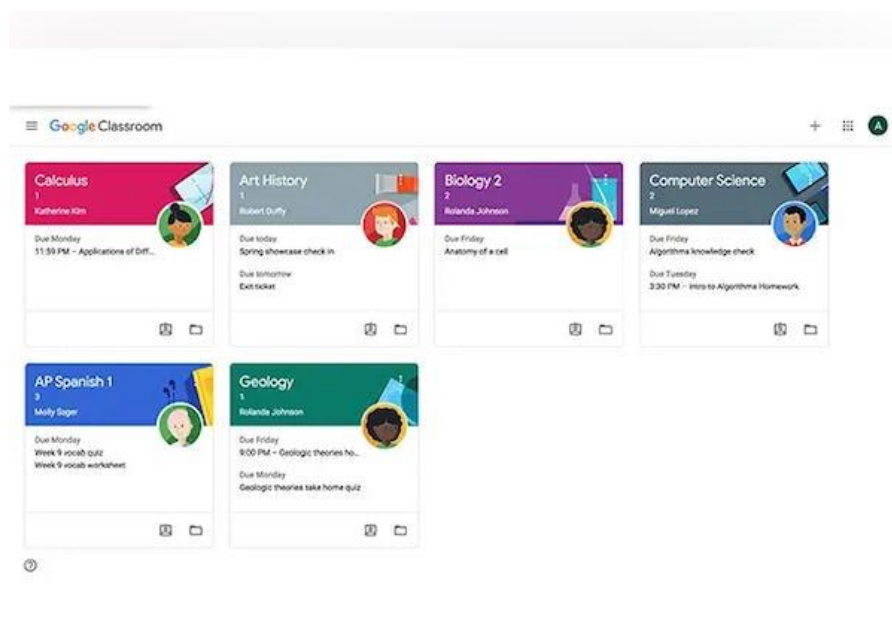 Google Classroom
A
Calculus
1
Katherine Kim
Due Monday
11:59 PM – Applications of Diff...
Art History
1
Robert Duffy
Due today
Spring showcase check in
Due tomorrow
Exit ticket
Biology 2
2
Rolanda Johnson
Due Friday
Anatomy of a cell
Computer Science
2
Miguel Lopez
Due Friday
Algorithms knowledge check
Due Tuesday
3:30 PM – Intro to Algorithms Homework
AP Spanish 1
3
Molly Sager
Due Monday
Week 9 vocab quiz
Week 9 vocab worksheet
Geology
1
Rolanda Johnson
Due Friday
9:00 PM – Geologic theories ho...
Due Monday
Geologic theories take home quiz